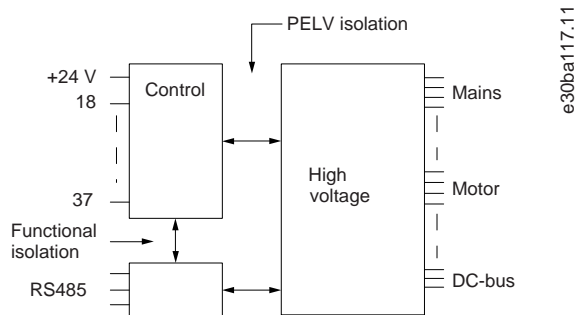 PELV isolation
+24 V
18
37
Control
Functional
isolation
RS485
High
voltage
Mains
Motor
DC-bus
e30ba117.11